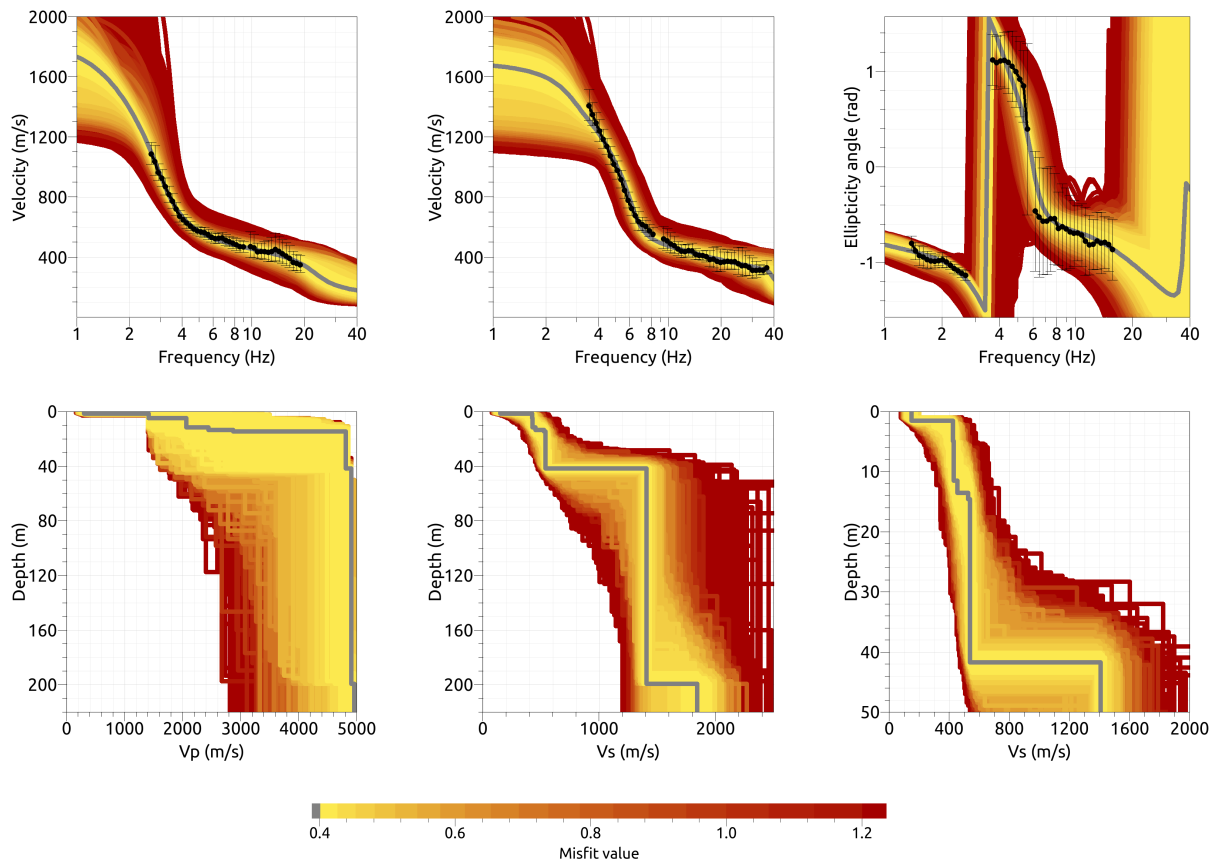 2000
1600
1200
800
400
Velocity (m/s)
1 2 4 6 8 10 20 40
Frequency (Hz)
2000
1600
1200
800
400
Velocity (m/s)
1 2 4 6 8 10 20 40
Frequency (Hz)
1
0
-1
Ellipticity angle (rad)
1 2 4 6 8 10 20 40
Frequency (Hz)
0
40
80
120
160
200
Depth (m)
0 1000 2000 3000 4000 5000
Vp (m/s)
0
40
80
120
160
200
Depth (m)
0 1000 2000
Vs (m/s)
0
10
20
30
40
50
Depth (m)
0 400 800 1200 1600 2000
Vs (m/s)
0.4 0.6 0.8 1.0 1.2
Misfit value